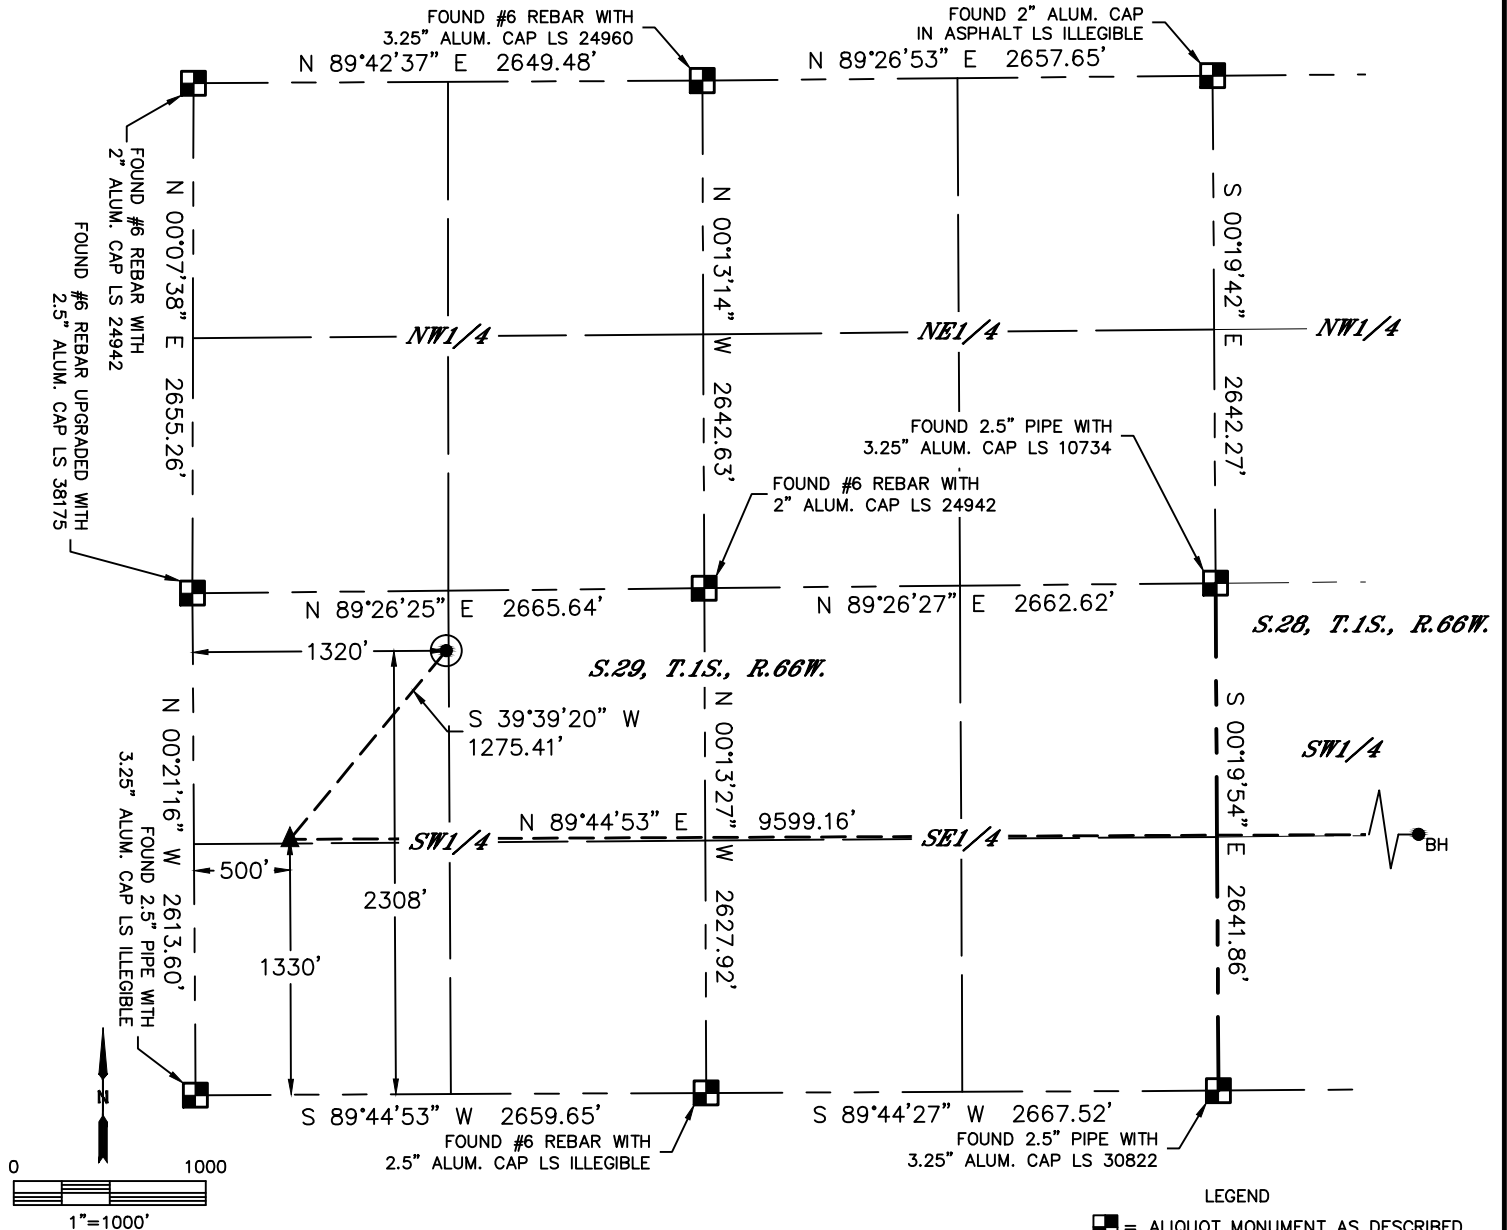 FOUND #6 REBAR WITH
3.25" ALUM. CAP LS 24960
FOUND 2" ALUM. CAP
IN ASPHALT LS ILLEGIBLE
N 89°42'37" E 2649.48'
N 89°26'53" E 2657.65'
FOUND #6 REBAR WITH
2" ALUM. CAP LS 24942
N 00°07'38" E 2655.26'
N 00°13'14" W 2642.63'
S 00°19'42" E 2642.27'
FOUND #6 REBAR UPGRADED WITH
2.5" ALUM. CAP LS 38175
NW1/4
NE1/4
NW1/4
FOUND 2.5" PIPE WITH
3.25" ALUM. CAP LS 10734
FOUND #6 REBAR WITH
2" ALUM. CAP LS 24942
N 89°26'25" E 2665.64'
N 89°26'27" E 2662.62'
S.28, T.1S., R.66W.
1320'
S.29, T.1S., R.66W.
S 39°39'20" W
1275.41'
N 00°21'16" W 2613.60'
N 00°13'27" W 2627.92'
S 00°19'54" E 2641.86'
SW1/4
FOUND 2.5" PIPE WITH
3.25" ALUM. CAP LS ILLEGIBLE
N 89°44'53" E 9599.16'
SW1/4
SE1/4
BH
500'
2308'
1330'
N
S 89°44'53" W 2659.65'
S 89°44'27" W 2667.52'
FOUND #6 REBAR WITH
2.5" ALUM. CAP LS ILLEGIBLE
FOUND 2.5" PIPE WITH
3.25" ALUM. CAP LS 30822
0 1000
1"=1000'
LEGEND
= ALIQUOT MONUMENT AS DESCRIBED